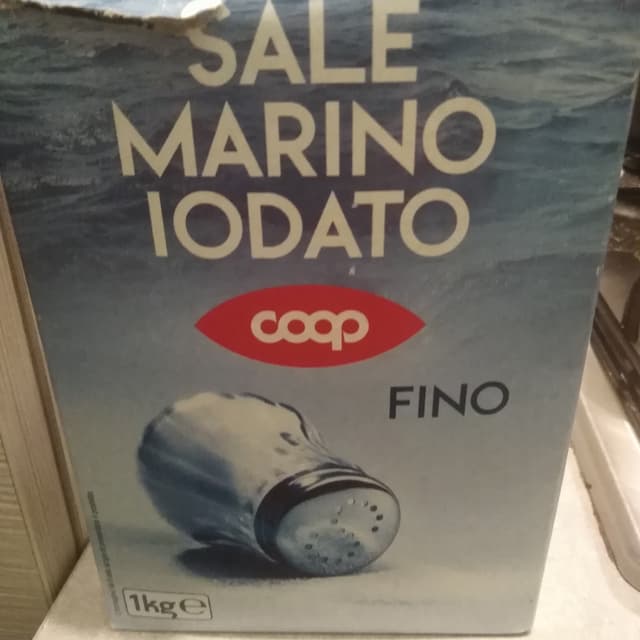 SALE
MARINO
IODATO
coop
FINO
1kg e